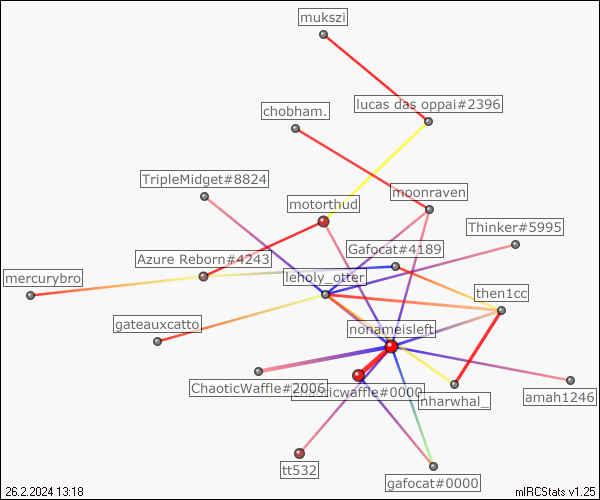 mukszi
lucas das oppai#2396
chobham.
TripleMidget#8824
moonraven
motorthud
Thinker#5995
Gafocat#4189
Azure Reborn#4243
mercurybro
leholy_otter
then1cc
gateauxcatto
nonameisleft
ChaoticWaffle#2006
chaoticwaffle#0000
nharwhal_
amah1246
tt532
gafocat#0000
26.2.2024 13:18
mIRCStats v1.25